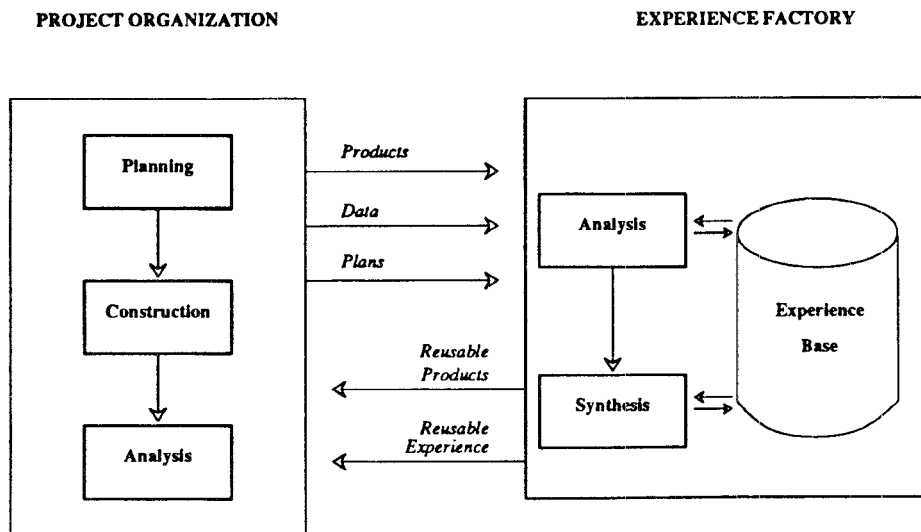 PROJECT ORGANIZATION
EXPERIENCE FACTORY
Planning
Construction
Analysis
Products
Data
Plans
Reusable
Products
Reusable
Experience
Analysis
Synthesis
Experience
Base